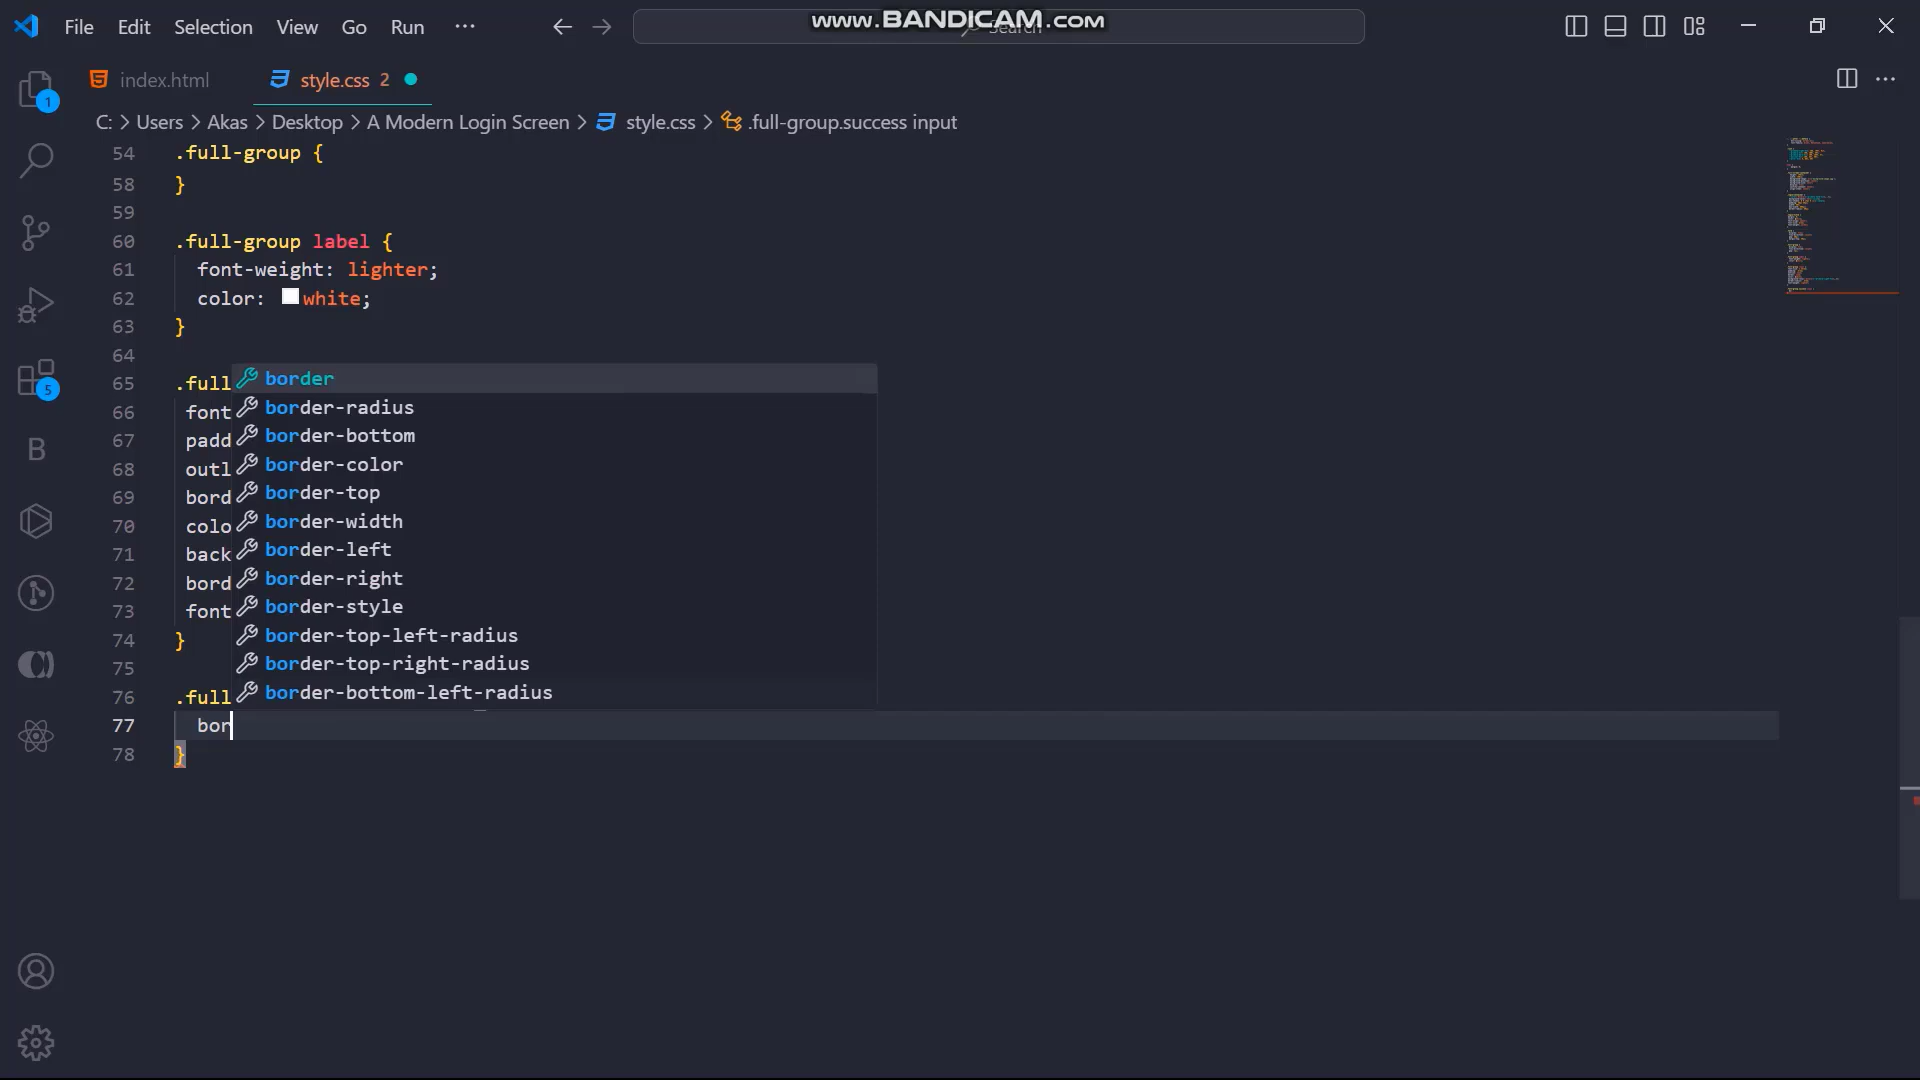 File Edit Selection View Go Run ...
www.BANDICAM.com
Search
index.html
style.css 2
C: > Users > Akas > Desktop > A Modern Login Screen > style.css > .full-group.success input
54 .full-group {
58 }
59
60 .full-group label {
61 font-weight: lighter;
62 color: white;
63 }
64
65 .full
66 font
67 padd
68 outl
69 bord
70 colo
71 back
72 bord
73 font
74 }
75
76 .full
77 bor
78 }
border
border-radius
border-bottom
border-color
border-top
border-width
border-left
border-right
border-style
border-top-left-radius
border-top-right-radius
border-bottom-left-radius
1
5
B